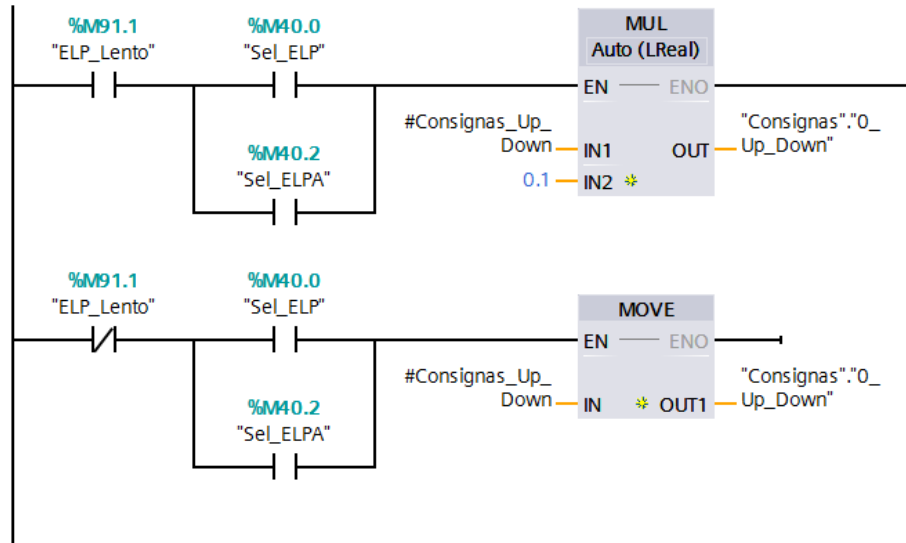 %M91.1
"ELP_Lento"
%M40.0
"Sel_ELP"
%M40.2
"Sel_ELPA"
MUL
Auto (LReal)
EN
ENO
#Consignas_Up_
Down
IN1
0.1
IN2
OUT
"Consignas"."0_
Up_Down"
%M91.1
"ELP_Lento"
%M40.0
"Sel_ELP"
%M40.2
"Sel_ELPA"
MOVE
EN
ENO
#Consignas_Up_
Down
IN
OUT1
"Consignas"."0_
Up_Down"